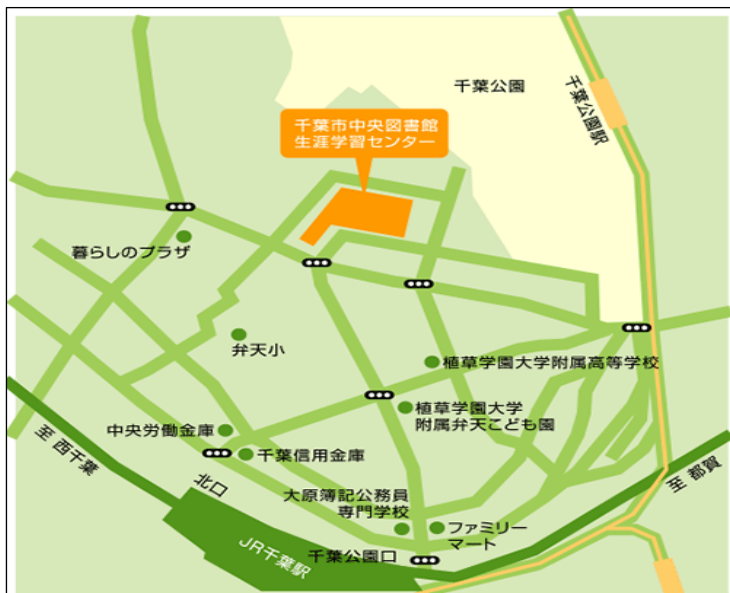 千葉公園
千葉公園駅
千葉市中央図書館
生涯学習センター
暮らしのプラザ
弁天小
植草学園大学附属高等学校
植草学園大学
附属弁天こども園
中央労働金庫
千葉信用金庫
至 西千葉
至 都賀
北口
大原簿記公務員
専門学校
ファミリー
マート
千葉公園口
JR千葉駅